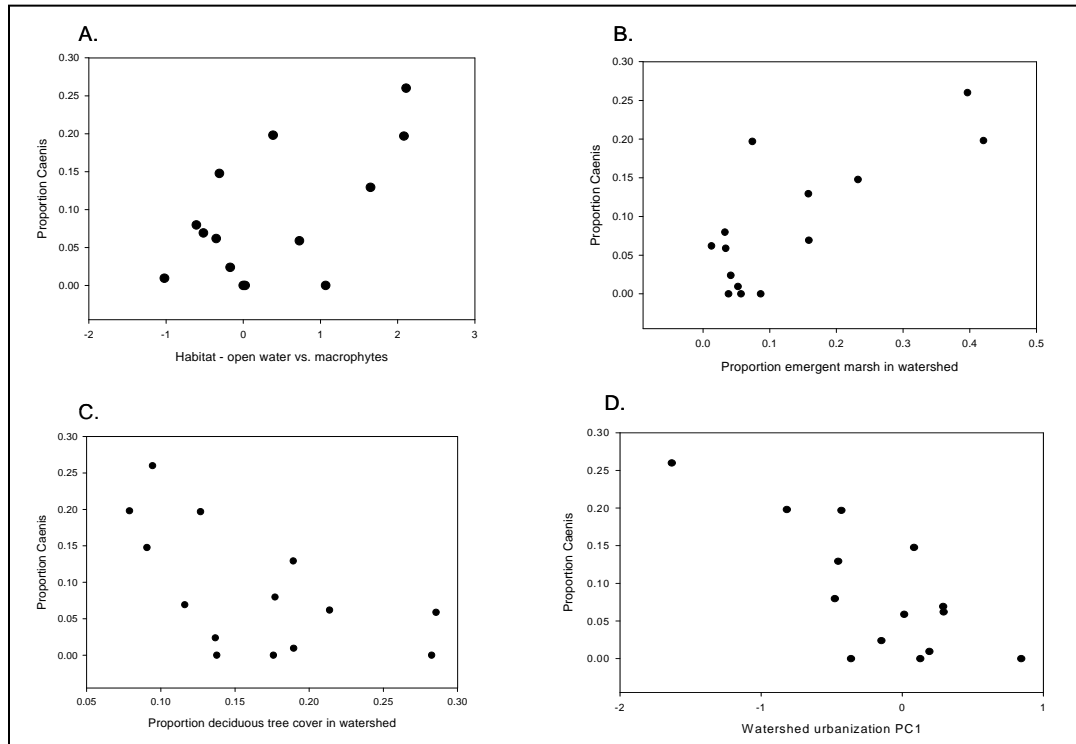 A.
0.30
0.25
0.20
0.15
0.10
0.05
0.00
Proportion Caenis
-2 -1 0 1 2 3
Habitat - open water vs. macrophytes
B.
0.30
0.25
0.20
0.15
0.10
0.05
0.00
Proportion Caenis
0.0 0.1 0.2 0.3 0.4 0.5
Proportion emergent marsh in watershed
C.
0.30
0.25
0.20
0.15
0.10
0.05
0.00
Proportion Caenis
0.05 0.10 0.15 0.20 0.25 0.30
Proportion deciduous tree cover in watershed
D.
0.30
0.25
0.20
0.15
0.10
0.05
0.00
Proportion Caenis
-2 -1 0 1
Watershed urbanization PC1